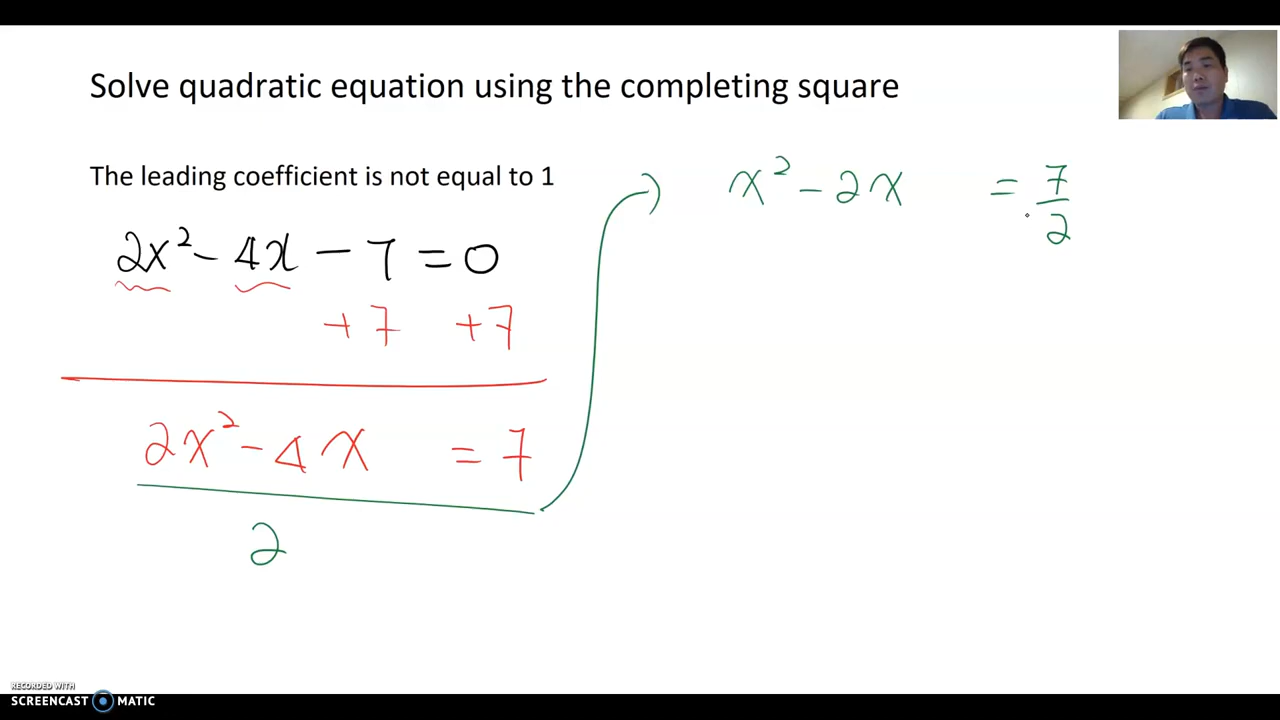 Solve quadratic equation using the completing square
The leading coefficient is not equal to 1
2x² - 4x - 7 = 0
+7 +7
2x² - 4x = 7
2
x² - 2x = 7/2
RECORDED WITH
SCREENCAST MATIC